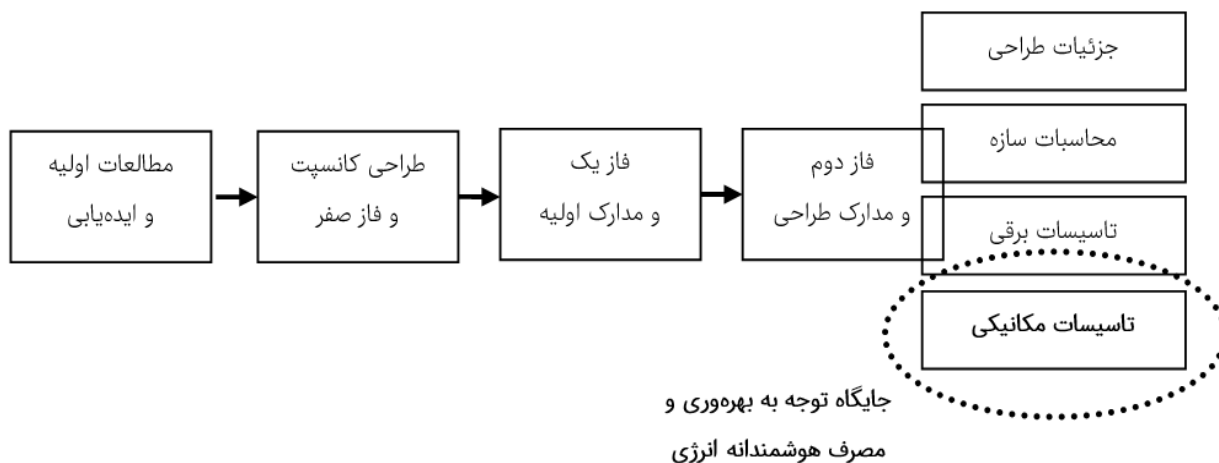 جزئیات طراحی
محاسبات سازه
تاسیسات برقی
تاسیسات مکانیکی
مطالعات اولیه
و ایده‌یابی
طراحی کانسپت
و فاز صفر
فاز یک
و مدارک اولیه
فاز دوم
و مدارک طراحی
جایگاه توجه به بهره‌وری و
مصرف هوشمندانه انرژی